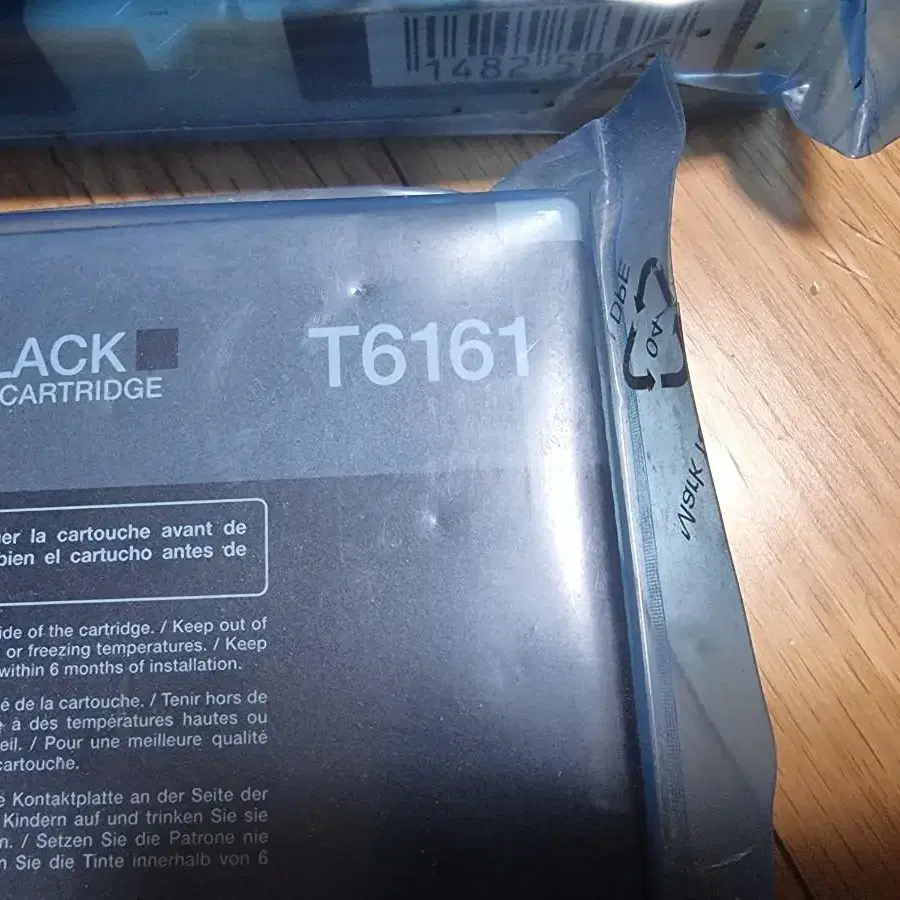 1482
LACK
T6161
CARTRIDGE
LDPE
04
er la cartouche avant de
bien el cartucho antes de
ide of the cartridge. / Keep out of
or freezing temperatures. / Keep
within 6 months of installation.
é de la cartouche. / Tenir hors de
à des températures hautes ou
eil. / Pour une meilleure qualité
cartouche.
e Kontaktplatte an der Seite der
Kindern auf und trinken Sie sie
n. / Setzen Sie die Patrone nie
n Sie die Tinte innerhalb von 6